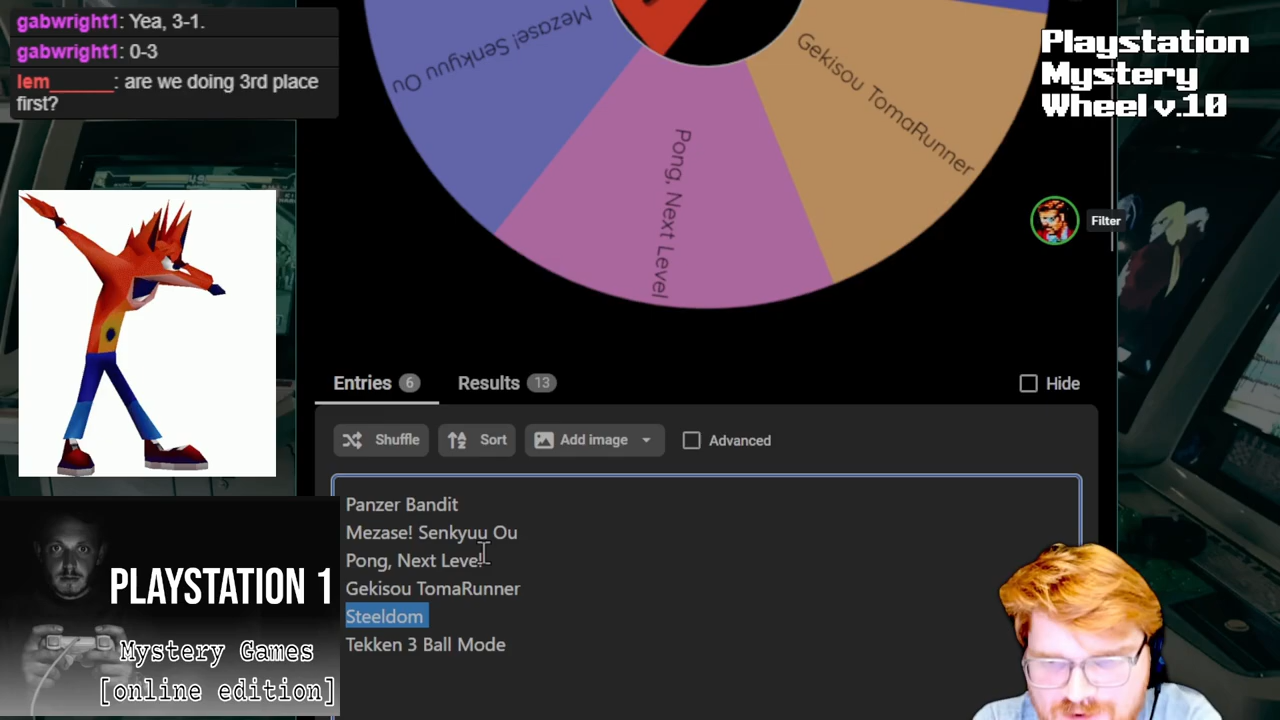 gabwright1: Yea, 3-1.
gabwright1: 0-3
lem______: are we doing 3rd place
first?
Mezase! Senkyuu Ou
Pong, Next Level
Gekisou TomaRunner
Playstation
Mystery
Wheel v.10
Filter
Entries 6
Results 13
Hide
Shuffle
Sort
Add image
Advanced
Panzer Bandit
Mezase! Senkyuu Ou
Pong, Next Level
Gekisou TomaRunner
Steeldom
Tekken 3 Ball Mode
PLAYSTATION 1
Mystery Games
[online edition]